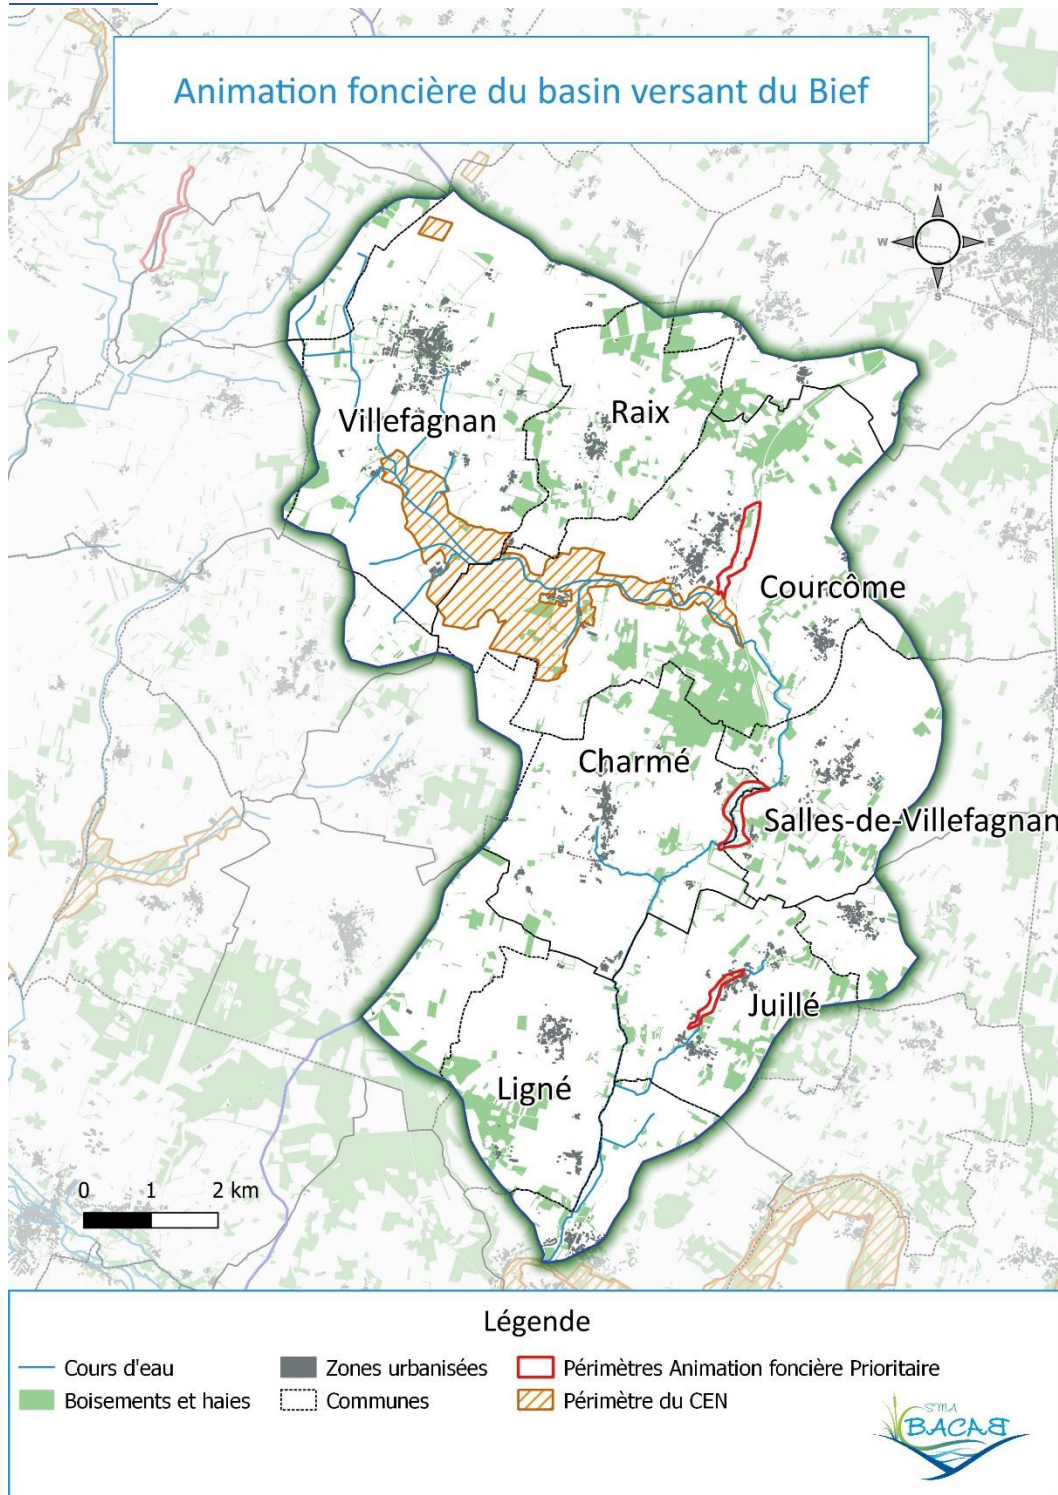 Animation foncière du basin versant du Bief
N
W
E
S
Villefagnan
Raix
Courcôme
Charmé
Salles-de-Villefagnan
Juillé
Ligné
0 1 2 km
Légende
Cours d'eau
Zones urbanisées
Périmètres Animation foncière Prioritaire
Boisements et haies
Communes
Périmètre du CEN
SMA
BACAB